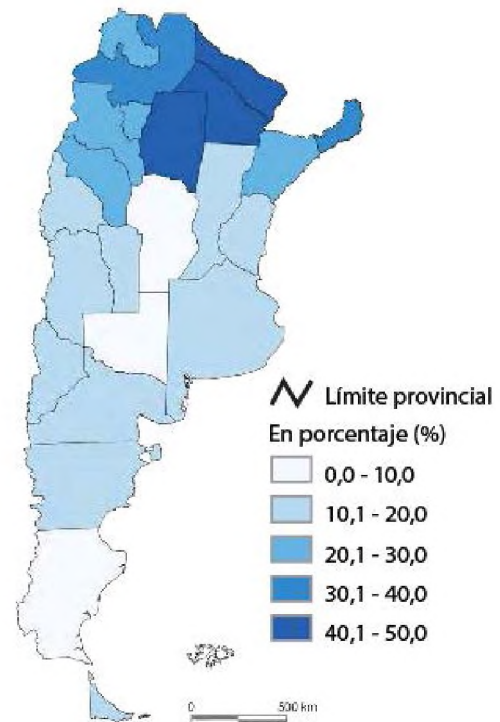 Límite provincial
En porcentaje (%)
0,0 - 10,0
10,1 - 20,0
20,1 - 30,0
30,1 - 40,0
40,1 - 50,0
0 500 km